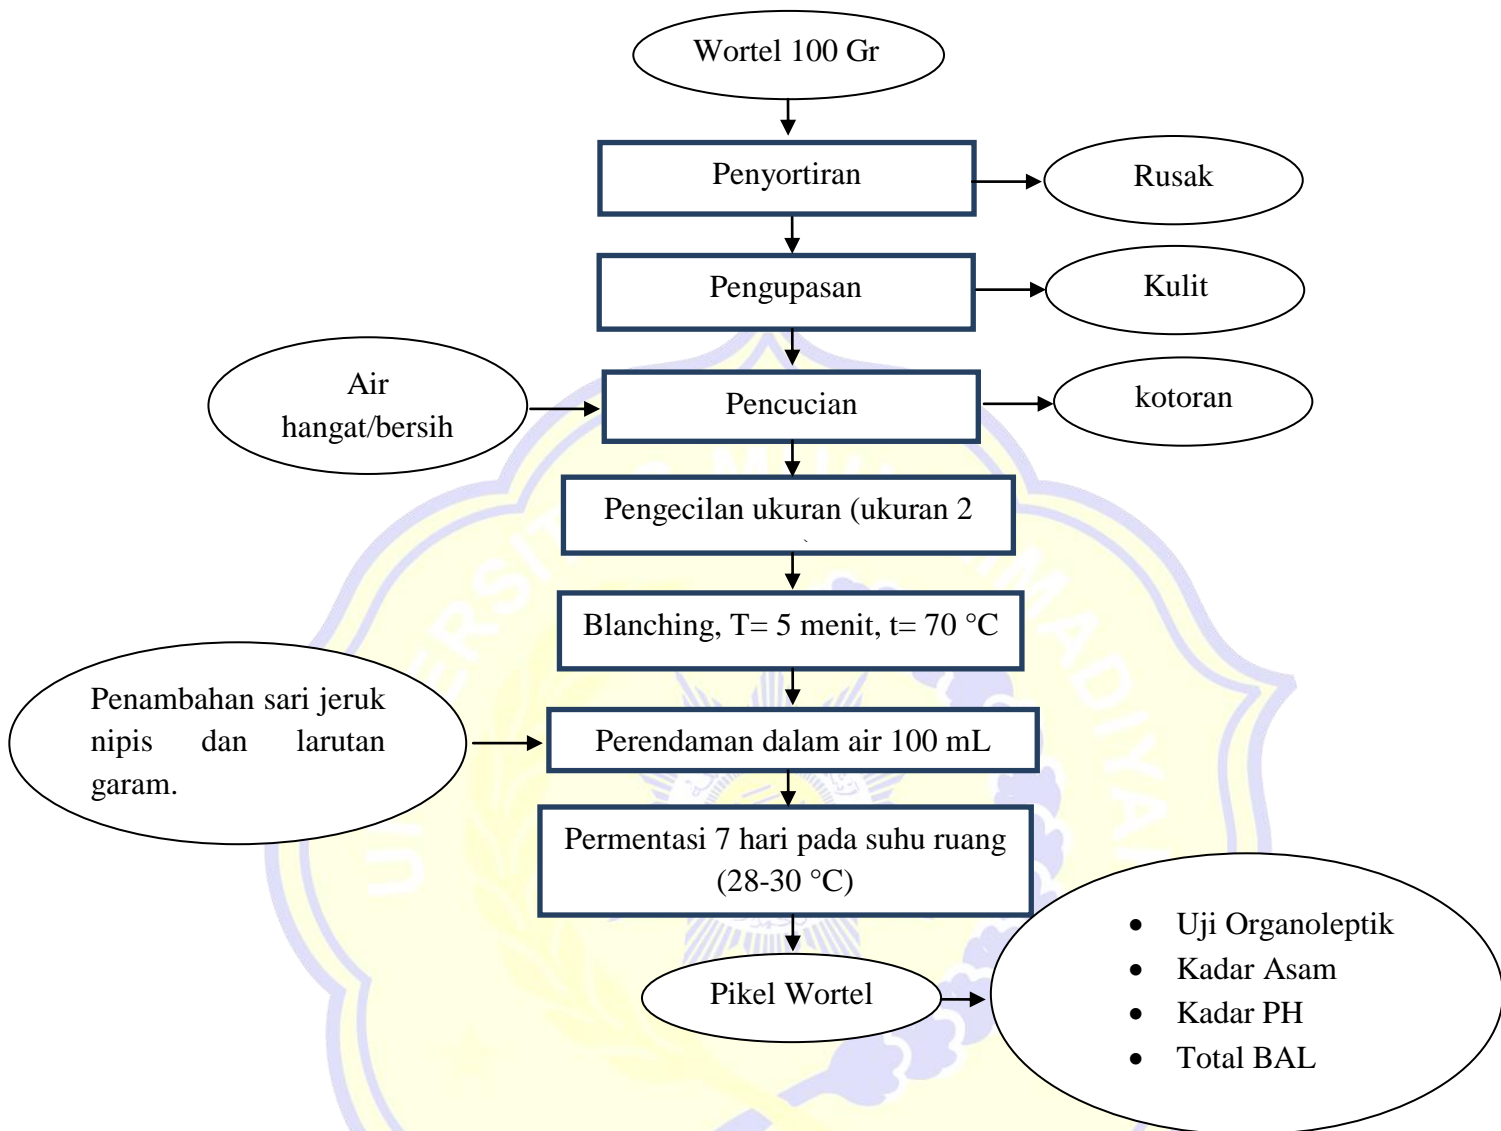 Wortel 100 Gr
Penyortiran
Rusak
Pengupasan
Kulit
Air
hangat/bersih
Pencucian
kotoran
Pengecilan ukuran (ukuran 2
Blanching, T= 5 menit, t= 70 °C
Penambahan sari jeruk
nipis dan larutan
garam.
Perendaman dalam air 100 mL
Permentasi 7 hari pada suhu ruang
(28-30 °C)
Pikel Wortel
• Uji Organoleptik
• Kadar Asam
• Kadar PH
• Total BAL